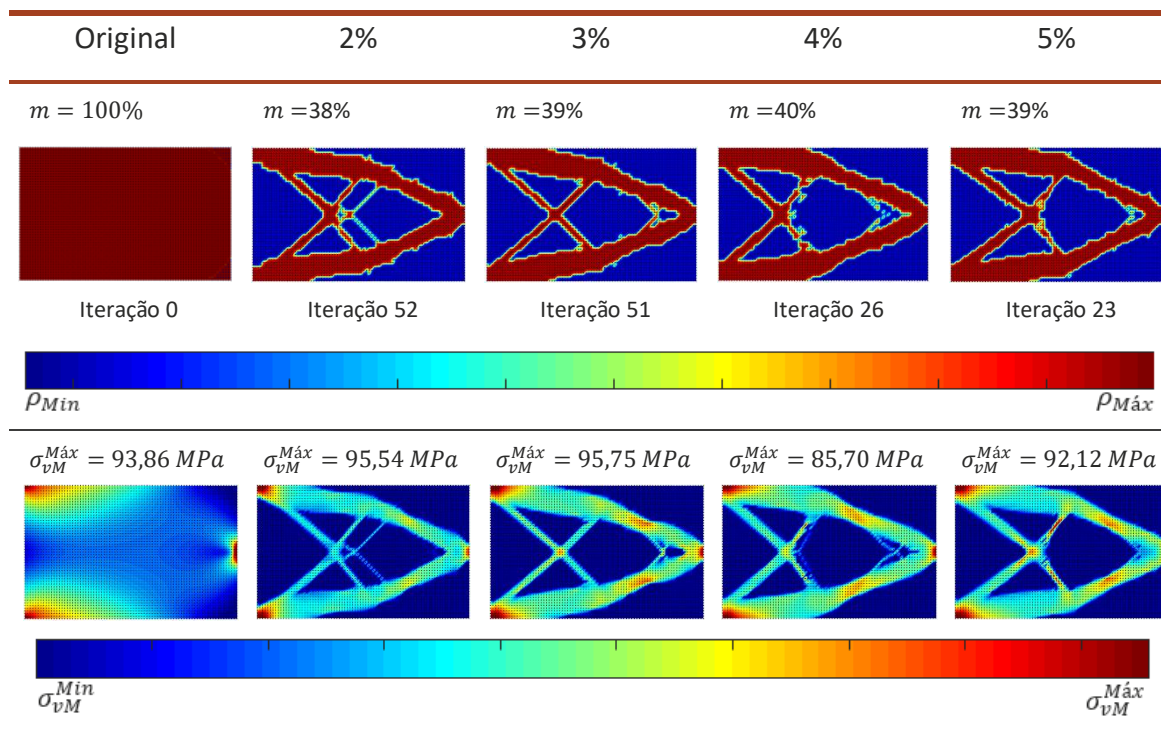 Original 2% 3% 4% 5%
m = 100% m =38% m =39% m =40% m =39%
Iteração 0 Iteração 52 Iteração 51 Iteração 26 Iteração 23
ρMin ρMáx
σvMMáx = 93,86 MPa σvMMáx = 95,54 MPa σvMMáx = 95,75 MPa σvMMáx = 85,70 MPa σvMMáx = 92,12 MPa
σvMMin σvMMáx